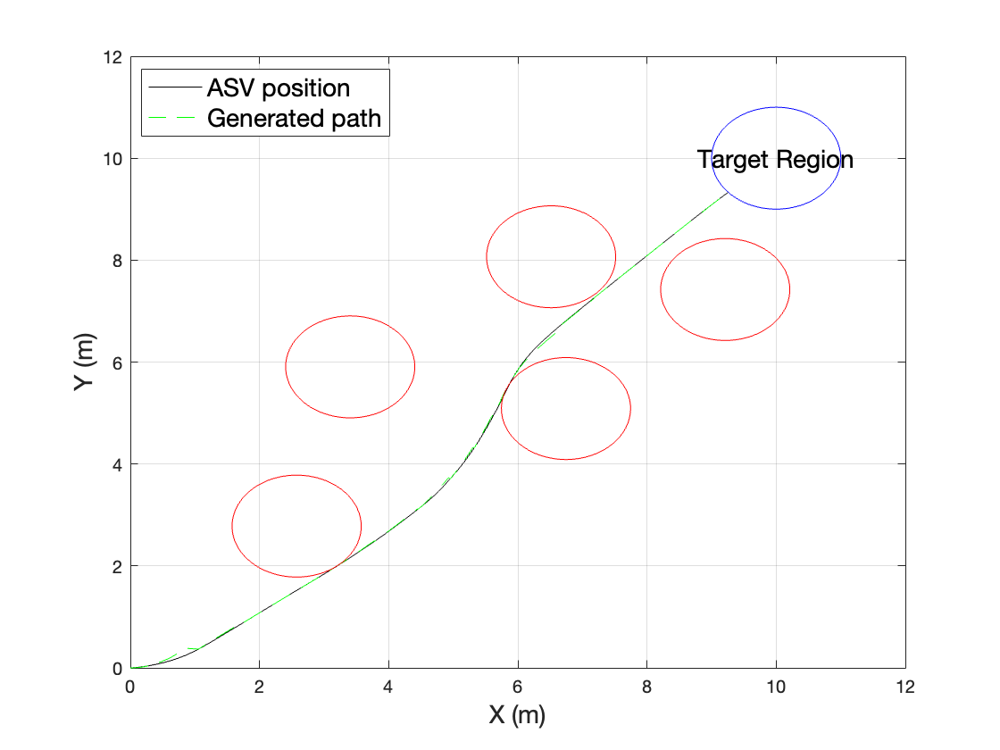 12
ASV position
Generated path
10
Target Region
8
6
Y (m)
4
2
0
0 2 4 6 8 10 12
X (m)